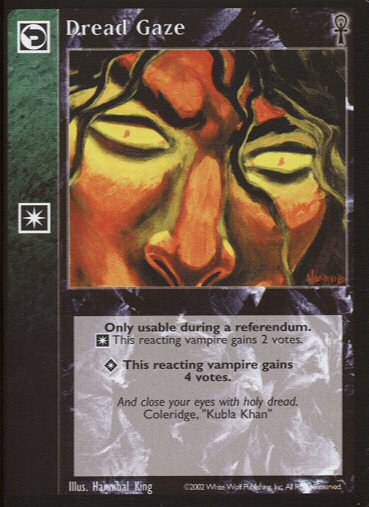 Dread Gaze
Only usable during a referendum.
This reacting vampire gains 2 votes.
This reacting vampire gains
4 votes.
And close your eyes with holy dread.
Coleridge, "Kubla Khan"
Illus. Hannibal King
©2002 White Wolf Publishing, Inc. All Rights Reserved.